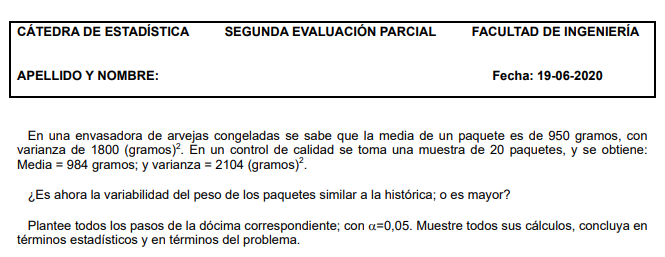 CÁTEDRA DE ESTADÍSTICA SEGUNDA EVALUACIÓN PARCIAL FACULTAD DE INGENIERÍA
APELLIDO Y NOMBRE: Fecha: 19-06-2020
En una envasadora de arvejas congeladas se sabe que la media de un paquete es de 950 gramos, con
varianza de 1800 (gramos)². En un control de calidad se toma una muestra de 20 paquetes, y se obtiene:
Media = 984 gramos; y varianza = 2104 (gramos)².
¿Es ahora la variabilidad del peso de los paquetes similar a la histórica; o es mayor?
Plantee todos los pasos de la dócima correspondiente; con α=0,05. Muestre todos sus cálculos, concluya en
términos estadísticos y en términos del problema.